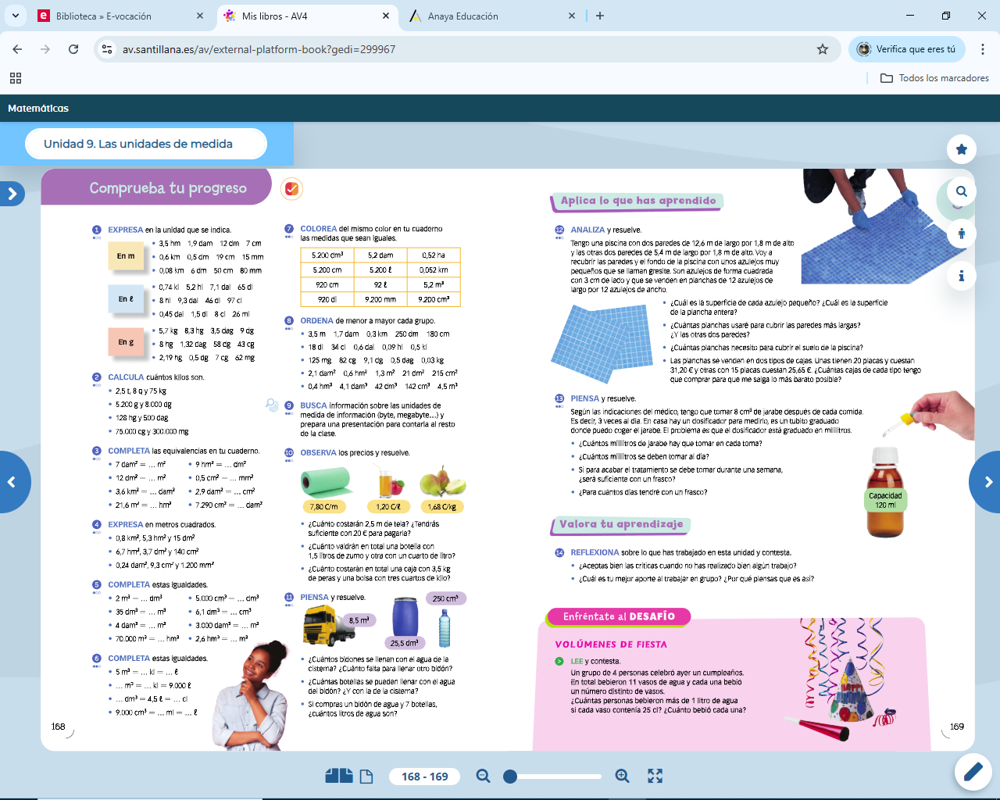 Biblioteca » E-vocación
Mis libros - AV4
Anaya Educación
av.santillana.es/av/external-platform-book?gedi=299967
Verifica que eres tú
Todos los marcadores
Matemáticas
Unidad 9. Las unidades de medida
Comprueba tu progreso
1 EXPRESA en la unidad que se indica.
En m
• 3,5 hm 1,9 dam 12 dm 7 cm
• 0,6 km 0,5 dm 19 cm 15 mm
• 0,08 km 6 dm 50 cm 80 mm
En ℓ
• 0,74 kl 5,2 hl 7,1 dal 65 dl
• 8 hl 9,3 dal 46 dl 97 cl
• 0,45 dal 1,5 dl 8 cl 26 ml
En g
• 5,7 kg 8,3 hg 3,5 dag 9 dg
• 8 hg 1,32 dag 58 dg 43 cg
• 2,19 hg 0,5 dg 7 cg 62 mg
2 CALCULA cuántos kilos son.
• 2,5 t, 8 q y 75 kg
• 5.200 g y 8.000 dg
• 128 hg y 500 dag
• 75.000 cg y 300.000 mg
3 COMPLETA las equivalencias en tu cuaderno.
• 7 dam² = ... m² • 9 hm² = ... dm²
• 12 dm² = ... m² • 0,5 cm² = ... mm²
• 3,6 km² = ... dam² • 2,9 dam² = ... cm²
• 21,6 m² = ... hm² • 7.290 cm² = ... dam²
4 EXPRESA en metros cuadrados.
• 0,8 km², 5,3 hm² y 15 dm²
• 6,7 hm², 3,7 dm² y 140 cm²
• 0,24 dam², 9,3 cm² y 1.200 mm²
5 COMPLETA estas igualdades.
• 2 m³ = ... dm³ • 5.000 cm³ = ... dm³
• 35 dm³ = ... m³ • 6,1 dm³ = ... cm³
• 4 dam³ = ... m³ • 3.000 dam³ = ... m³
• 70.000 m³ = ... hm³ • 2,6 hm³ = ... m³
6 COMPLETA estas igualdades.
• 5 m³ = ... kl = ... ℓ
• ... m³ = ... kl = 9.000 ℓ
• ... dm³ = 4,5 ℓ = ... cl
• 9.000 cm³ = ... ml = ... ℓ
168
7 COLOREA del mismo color en tu cuaderno
las medidas que sean iguales.
5.200 dm³ 5,2 dam 0,52 ha
5.200 cm 5.200 ℓ 0,052 km
920 cm 92 ℓ 5,2 m³
920 dl 9.200 mm 9.200 cm³
8 ORDENA de menor a mayor cada grupo.
• 3,5 m 1,7 dam 0,3 km 250 dm 180 cm
• 18 dl 34 cl 0,6 dal 0,09 hl 0,5 kl
• 125 mg 82 cg 9,1 dg 0,5 dag 0,03 kg
• 2,1 dam² 0,6 hm² 1,3 m² 21 dm² 215 cm²
• 0,4 hm³ 4,1 dam³ 42 dm³ 142 cm³ 4,5 m³
9 BUSCA información sobre las unidades de
medida de información (byte, megabyte...) y
prepara una presentación para contarla al resto
de la clase.
10 OBSERVA los precios y resuelve.
7,80 €/m 1,20 €/ℓ 1,68 €/kg
• ¿Cuánto costarán 2,5 m de tela? ¿Tendrás
suficiente con 20 € para pagarla?
• ¿Cuánto valdrán en total una botella con
1,5 litros de zumo y otra con un cuarto de litro?
• ¿Cuánto costarán en total una caja con 3,5 kg
de peras y una bolsa con tres cuartos de kilo?
11 PIENSA y resuelve.
250 cm³
8,5 m³
25,5 dm³
• ¿Cuántos bidones se llenan con el agua de la
cisterna? ¿Cuánto falta para llenar otro bidón?
• ¿Cuántas botellas se pueden llenar con el agua
del bidón? ¿Y con la de la cisterna?
• Si compras un bidón de agua y 7 botellas,
¿cuántos litros de agua son?
Aplica lo que has aprendido
12 ANALIZA y resuelve.
Tengo una piscina con dos paredes de 12,6 m de largo por 1,8 m de alto
y las otras dos paredes de 5,4 m de largo por 1,8 m de alto. Voy a
recubrir las paredes y el fondo de la piscina con unos azulejos muy
pequeños que se llaman gresite. Son azulejos de forma cuadrada
con 3 cm de lado y que se venden en planchas de 12 azulejos de
largo por 12 azulejos de ancho.
• ¿Cuál es la superficie de cada azulejo pequeño? ¿Cuál es la superficie
de la plancha entera?
• ¿Cuántas planchas usaré para cubrir las paredes más largas?
¿Y las otras dos paredes?
• ¿Cuántas planchas necesito para cubrir el suelo de la piscina?
• Las planchas se venden en dos tipos de cajas. Unas tienen 20 placas y cuestan
31,20 € y otras con 15 placas cuestan 25,65 €. ¿Cuántas cajas de cada tipo tengo
que comprar para que me salga lo más barato posible?
13 PIENSA y resuelve.
Según las indicaciones del médico, tengo que tomar 8 cm³ de jarabe después de cada comida.
Es decir, 3 veces al día. En casa hay un dosificador para medirlo, es un tubito graduado
donde puedo coger el jarabe. El problema es que el dosificador está graduado en mililitros.
• ¿Cuántos mililitros de jarabe hay que tomar en cada toma?
• ¿Cuántos mililitros se deben tomar al día?
• Si para acabar el tratamiento se debe tomar durante una semana,
¿será suficiente con un frasco?
• ¿Para cuántos días tendré con un frasco?
Capacidad
120 ml
Valora tu aprendizaje
14 REFLEXIONA sobre lo que has trabajado en esta unidad y contesta.
• ¿Aceptas bien las críticas cuando no has realizado bien algún trabajo?
• ¿Cuál es tu mejor aporte al trabajar en grupo? ¿Por qué piensas que es así?
Enfréntate al DESAFÍO
VOLÚMENES DE FIESTA
LEE y contesta.
Un grupo de 4 personas celebró ayer un cumpleaños.
En total bebieron 11 vasos de agua y cada una bebió
un número distinto de vasos.
¿Cuántas personas bebieron más de 1 litro de agua
si cada vaso contenía 25 cl? ¿Cuánto bebió cada una?
169
168 - 169